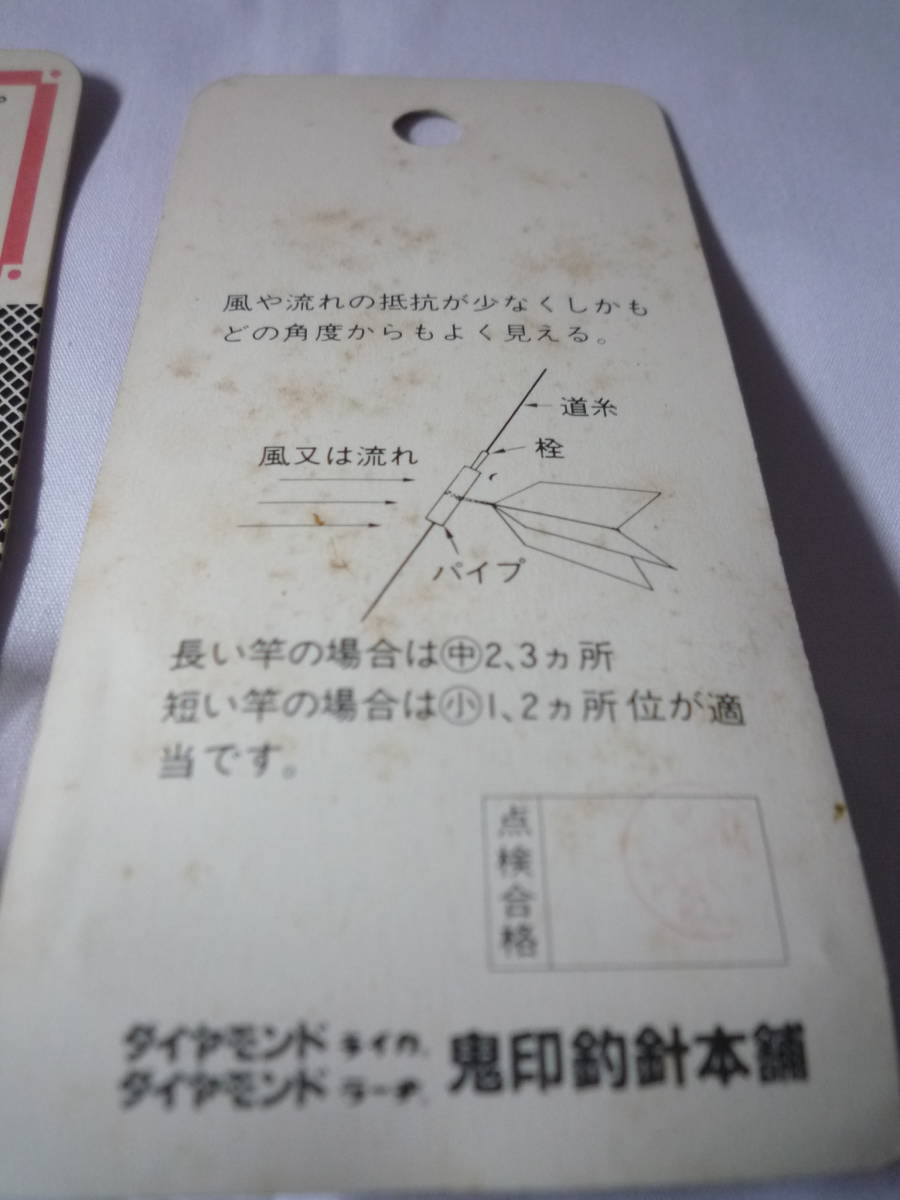 風や流れの抵抗が少なくしかも
どの角度からもよく見える。
道糸
栓
風又は流れ
パイプ
長い竿の場合は㊥2、3ヵ所
短い竿の場合は㊙1、2ヵ所位が適
当です。
点検合格
ダイヤモンド ライカ
ダイヤモンド
鬼印釣針本舗